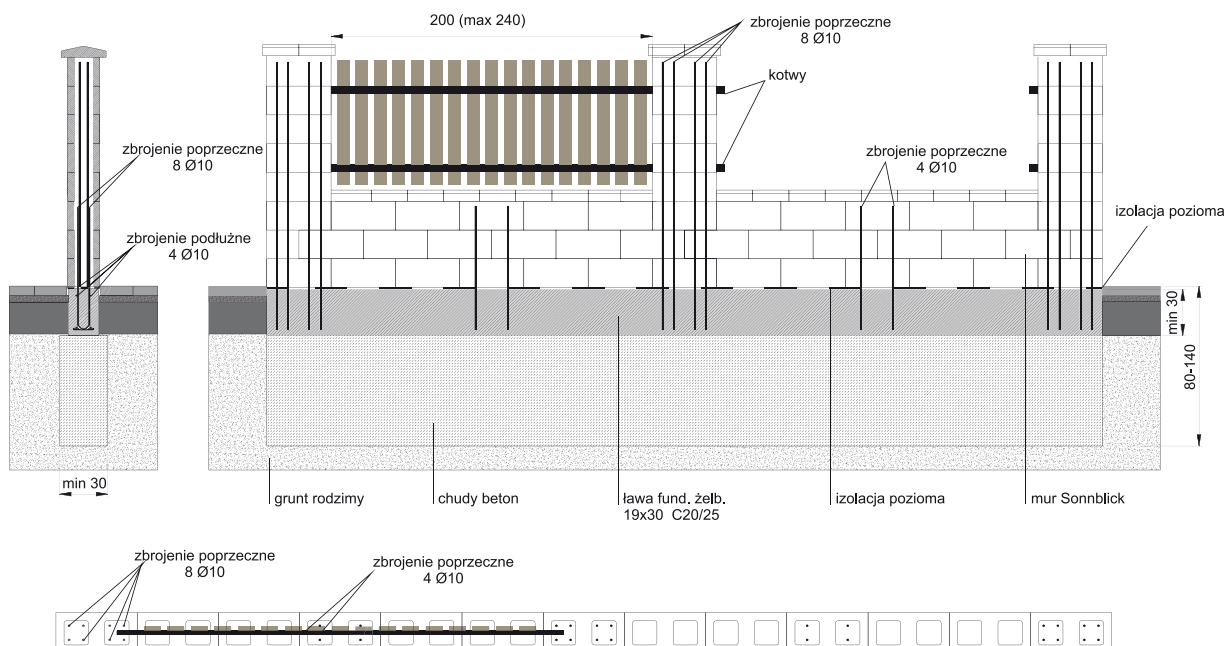 200 (max 240)
zbrojenie poprzeczne
8 Ø10
kotwy
zbrojenie poprzeczne
8 Ø10
zbrojenie poprzeczne
4 Ø10
zbrojenie podłużne
4 Ø10
izolacja pozioma
min 30
80-140
min 30
grunt rodzimy
chudy beton
ława fund. żelb.
19x30 C20/25
izolacja pozioma
mur Sonnblick
zbrojenie poprzeczne
8 Ø10
zbrojenie poprzeczne
4 Ø10